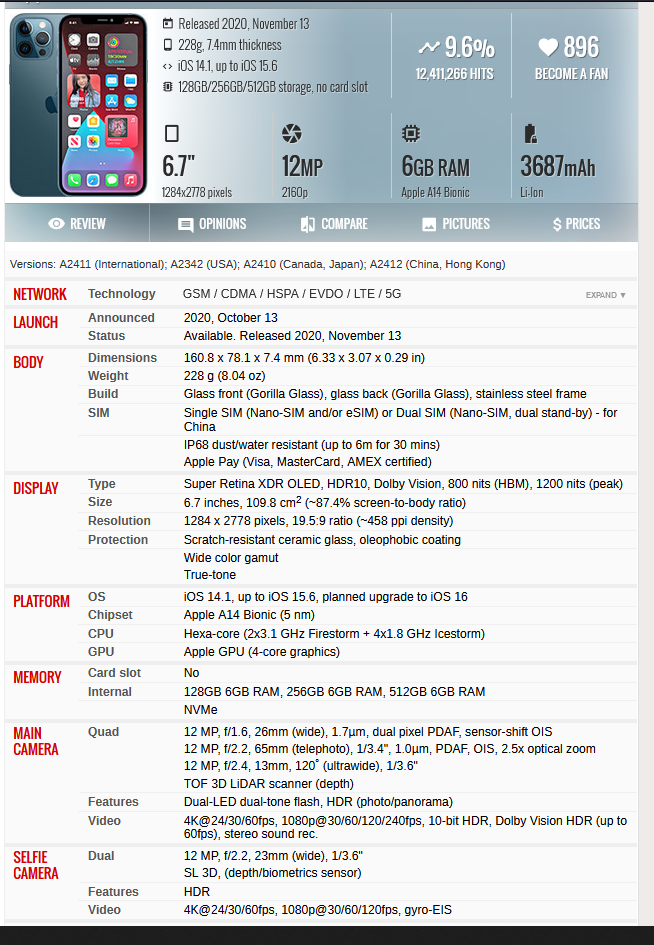 Released 2020, November 13
228g, 7.4mm thickness
iOS 14.1, up to iOS 15.6
128GB/256GB/512GB storage, no card slot
9.6%
12,411,266 HITS
896
BECOME A FAN
6.7"
1284x2778 pixels
12MP
2160p
6GB RAM
Apple A14 Bionic
3687mAh
Li-Ion
REVIEW
OPINIONS
COMPARE
PICTURES
PRICES
Versions: A2411 (International); A2342 (USA); A2410 (Canada, Japan); A2412 (China, Hong Kong)
NETWORK Technology GSM / CDMA / HSPA / EVDO / LTE / 5G EXPAND ▼
LAUNCH Announced 2020, October 13
Status Available. Released 2020, November 13
BODY Dimensions 160.8 x 78.1 x 7.4 mm (6.33 x 3.07 x 0.29 in)
Weight 228 g (8.04 oz)
Build Glass front (Gorilla Glass), glass back (Gorilla Glass), stainless steel frame
SIM Single SIM (Nano-SIM and/or eSIM) or Dual SIM (Nano-SIM, dual stand-by) - for
China
IP68 dust/water resistant (up to 6m for 30 mins)
Apple Pay (Visa, MasterCard, AMEX certified)
DISPLAY Type Super Retina XDR OLED, HDR10, Dolby Vision, 800 nits (HBM), 1200 nits (peak)
Size 6.7 inches, 109.8 cm2 (~87.4% screen-to-body ratio)
Resolution 1284 x 2778 pixels, 19.5:9 ratio (~458 ppi density)
Protection Scratch-resistant ceramic glass, oleophobic coating
Wide color gamut
True-tone
PLATFORM OS iOS 14.1, up to iOS 15.6, planned upgrade to iOS 16
Chipset Apple A14 Bionic (5 nm)
CPU Hexa-core (2x3.1 GHz Firestorm + 4x1.8 GHz Icestorm)
GPU Apple GPU (4-core graphics)
MEMORY Card slot No
Internal 128GB 6GB RAM, 256GB 6GB RAM, 512GB 6GB RAM
NVMe
MAIN CAMERA Quad 12 MP, f/1.6, 26mm (wide), 1.7µm, dual pixel PDAF, sensor-shift OIS
12 MP, f/2.2, 65mm (telephoto), 1/3.4", 1.0µm, PDAF, OIS, 2.5x optical zoom
12 MP, f/2.4, 13mm, 120˚ (ultrawide), 1/3.6"
TOF 3D LiDAR scanner (depth)
Features Dual-LED dual-tone flash, HDR (photo/panorama)
Video 4K@24/30/60fps, 1080p@30/60/120/240fps, 10-bit HDR, Dolby Vision HDR (up to
60fps), stereo sound rec.
SELFIE CAMERA Dual 12 MP, f/2.2, 23mm (wide), 1/3.6"
SL 3D, (depth/biometrics sensor)
Features HDR
Video 4K@24/30/60fps, 1080p@30/60/120fps, gyro-EIS